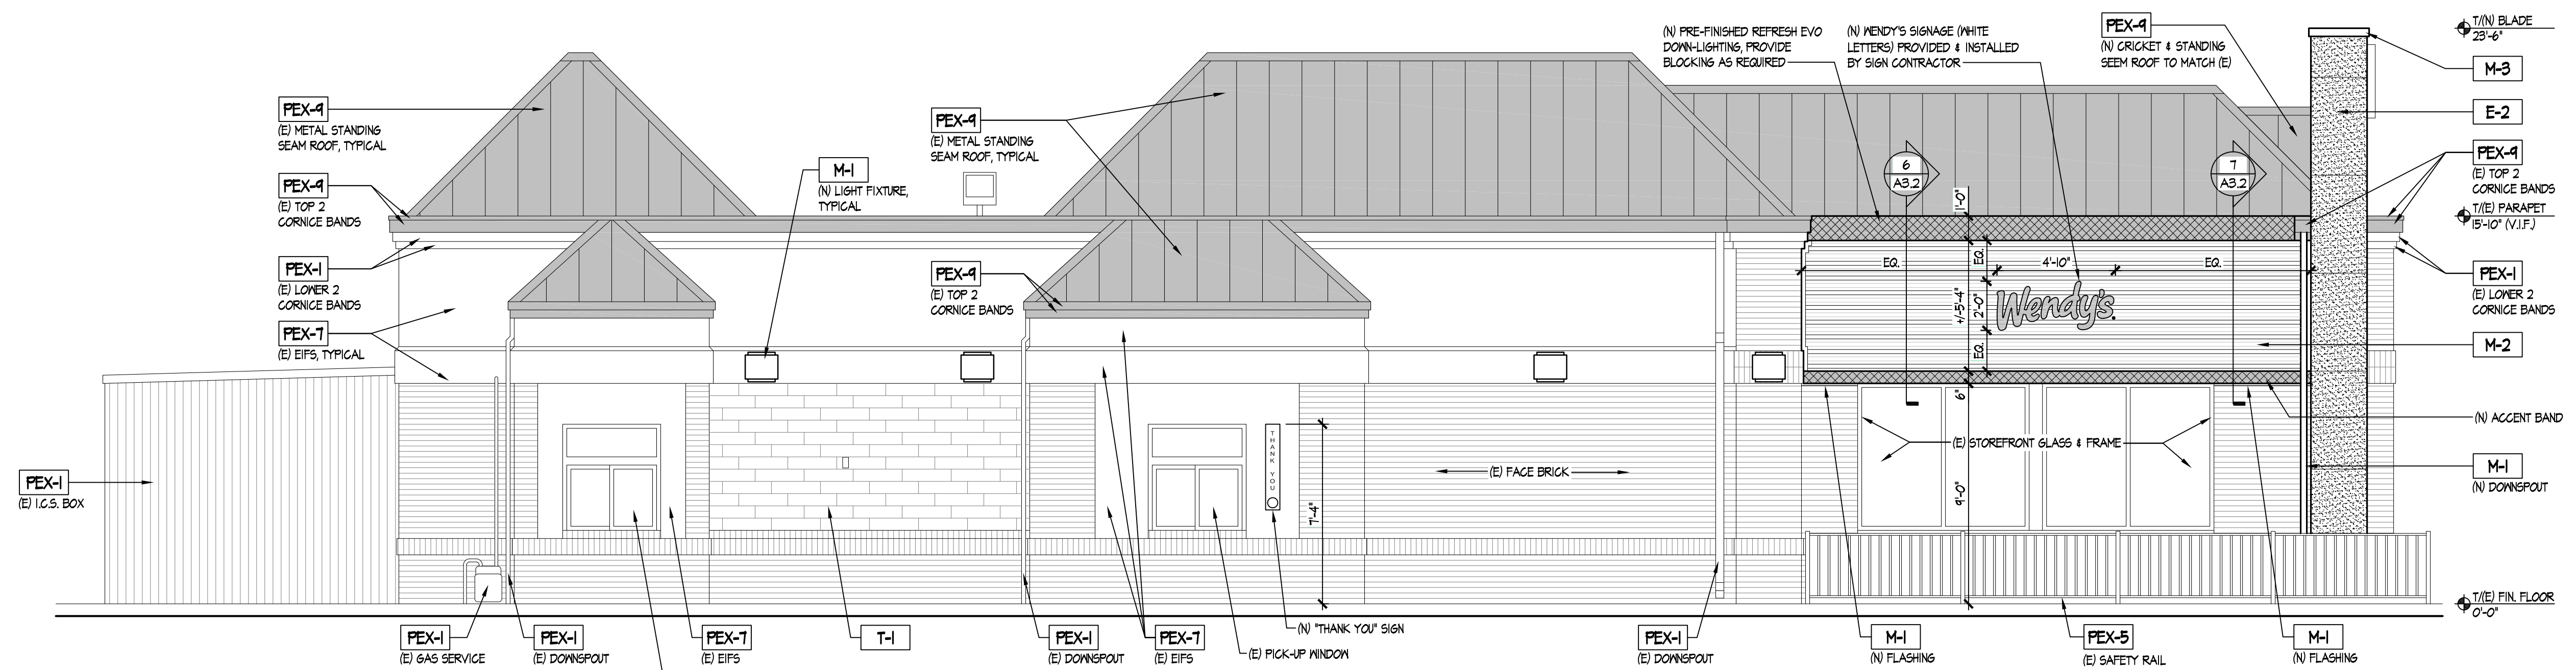 (N) PRE-FINISHED REFRESH EVO
DOWN-LIGHTING, PROVIDE
BLOCKING AS REQUIRED
(N) WENDY'S SIGNAGE (WHITE
LETTERS) PROVIDED & INSTALLED
BY SIGN CONTRACTOR
PEX-9
(N) CRICKET & STANDING
SEEM ROOF TO MATCH (E)
T/(N) BLADE
23'-6"
M-3
E-2
PEX-9
(E) TOP 2
CORNICE BANDS
T/(E) PARAPET
15'-10" (V.I.F.)
PEX-1
(E) LOWER 2
CORNICE BANDS
M-2
(N) ACCENT BAND
M-1
(N) DOWNSPOUT
T/(E) FIN. FLOOR
0'-0"
PEX-9
(E) METAL STANDING
SEAM ROOF, TYPICAL
PEX-9
(E) TOP 2
CORNICE BANDS
PEX-1
(E) LOWER 2
CORNICE BANDS
PEX-7
(E) EIFS, TYPICAL
PEX-1
(E) I.C.S. BOX
M-1
(N) LIGHT FIXTURE,
TYPICAL
PEX-9
(E) METAL STANDING
SEAM ROOF, TYPICAL
PEX-9
(E) TOP 2
CORNICE BANDS
6
A3.2
7
A3.2
1'-0"
EQ.
4'-10"
EQ.
EQ.
+/-5'-4"
2'-0"
EQ.
Wendy's
6"
9'-0"
(E) STOREFRONT GLASS & FRAME
(E) FACE BRICK
THANK YOU
7'-4"
PEX-1
(E) GAS SERVICE
PEX-1
(E) DOWNSPOUT
PEX-7
(E) EIFS
T-1
PEX-1
(E) DOWNSPOUT
PEX-7
(E) EIFS
(E) PICK-UP WINDOW
(N) "THANK YOU" SIGN
PEX-1
(E) DOWNSPOUT
M-1
(N) FLASHING
PEX-5
(E) SAFETY RAIL
M-1
(N) FLASHING